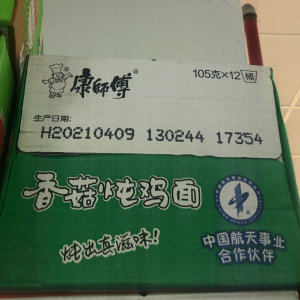 康師傅
105克×12桶
生产日期:
H20210409 130244 17354
香菇炖鸡面
炖出真滋味!
中国航天事业
合作伙伴